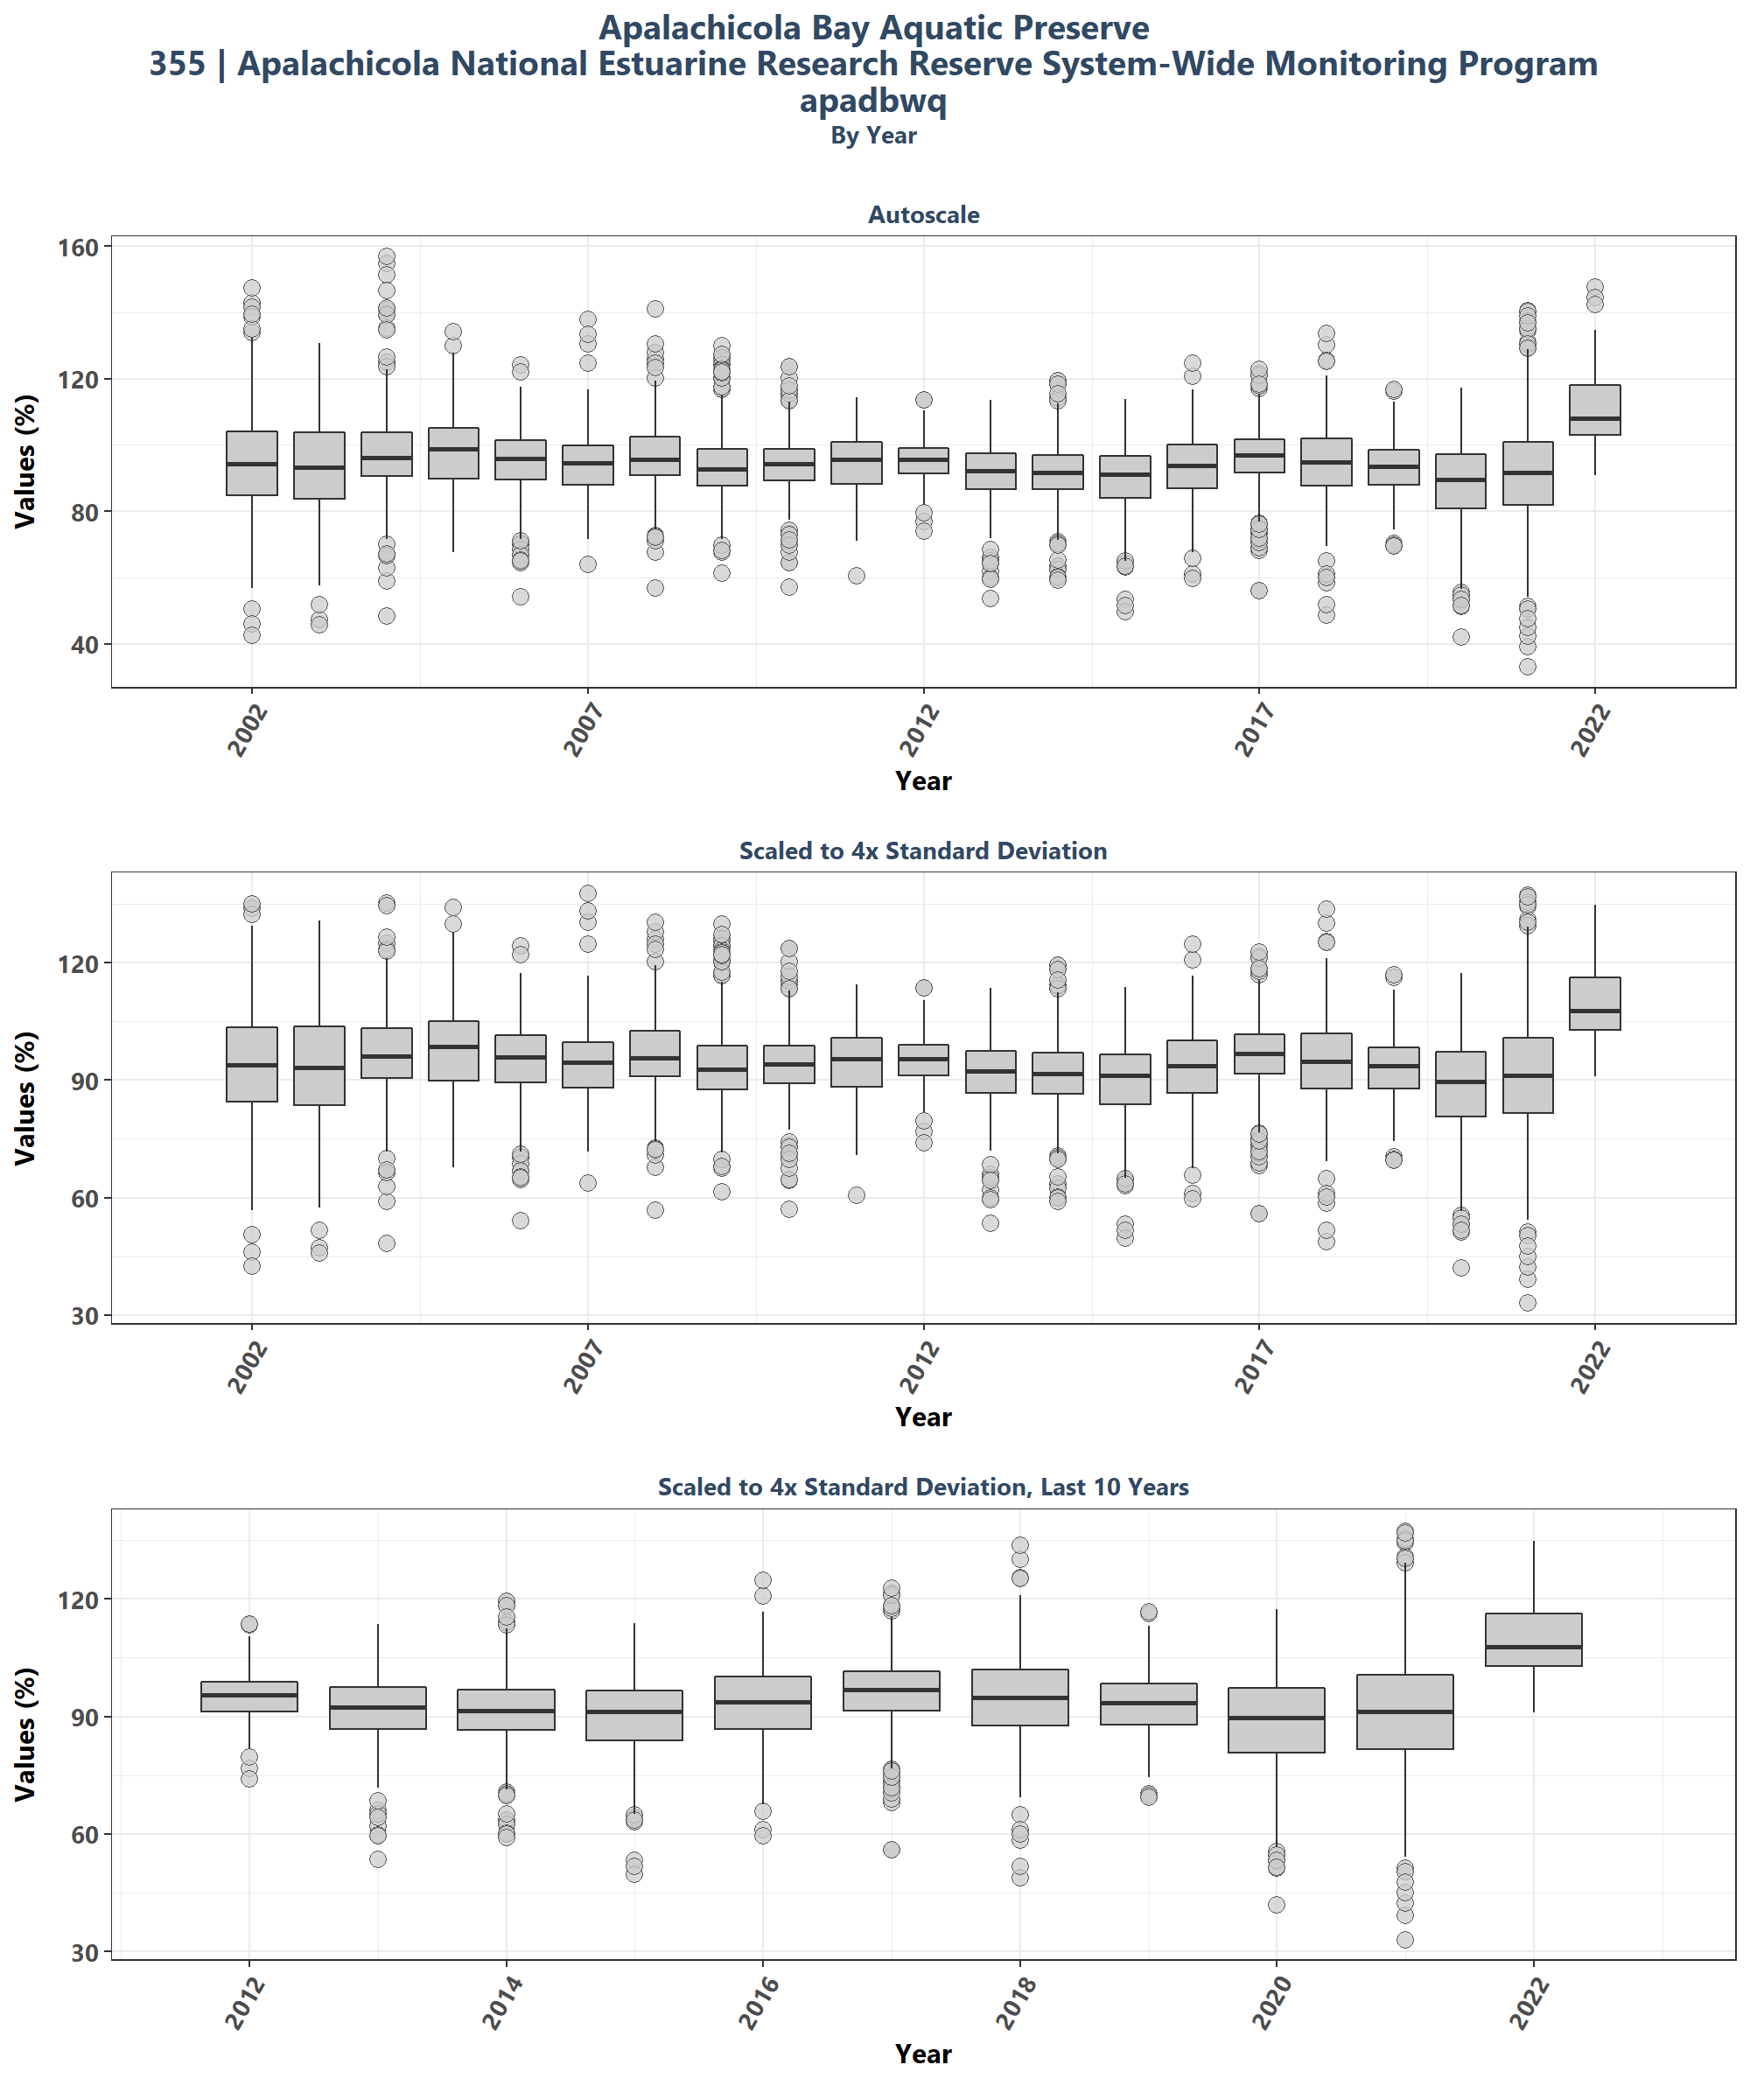 Apalachicola Bay Aquatic Preserve
355 | Apalachicola National Estuarine Research Reserve System-Wide Monitoring Program
apadbwq
By Year
Autoscale
Values (%)
160
120
80
40
2002
2007
2012
2017
2022
Year
Scaled to 4x Standard Deviation
Values (%)
120
90
60
30
2002
2007
2012
2017
2022
Year
Scaled to 4x Standard Deviation, Last 10 Years
Values (%)
120
90
60
30
2012
2014
2016
2018
2020
2022
Year